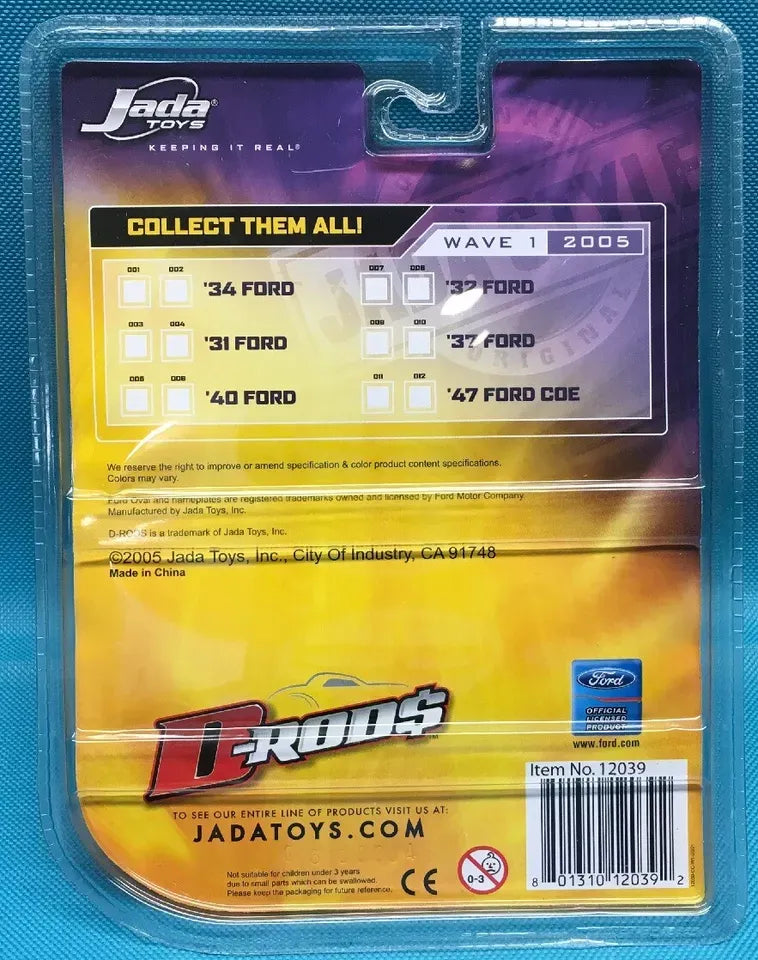 Jada®
TOYS
KEEPING IT REAL®
JADA STYLE
ORIGINAL
COLLECT THEM ALL!
WAVE 1 2005
001 002 '34 FORD
007 008 '32 FORD
003 004 '31 FORD
009 010 '37 FORD
005 006 '40 FORD
011 012 '47 FORD COE
We reserve the right to improve or amend specification & color product content specifications.
Colors may vary.
Ford Oval and nameplates are registered trademarks owned and licensed by Ford Motor Company.
Manufactured by Jada Toys, Inc.
D-RODS is a trademark of Jada Toys, Inc.
©2005 Jada Toys, Inc., City Of Industry, CA 91748
Made in China
D-ROD$
Ford
OFFICIAL
LICENSED
PRODUCT
www.ford.com
Item No. 12039
TO SEE OUR ENTIRE LINE OF PRODUCTS VISIT US AT:
JADATOYS.COM
Not suitable for children under 3 years
due to small parts which can be swallowed.
Please keep the packaging for future reference.
CE
0-3
8 01310 12039 2